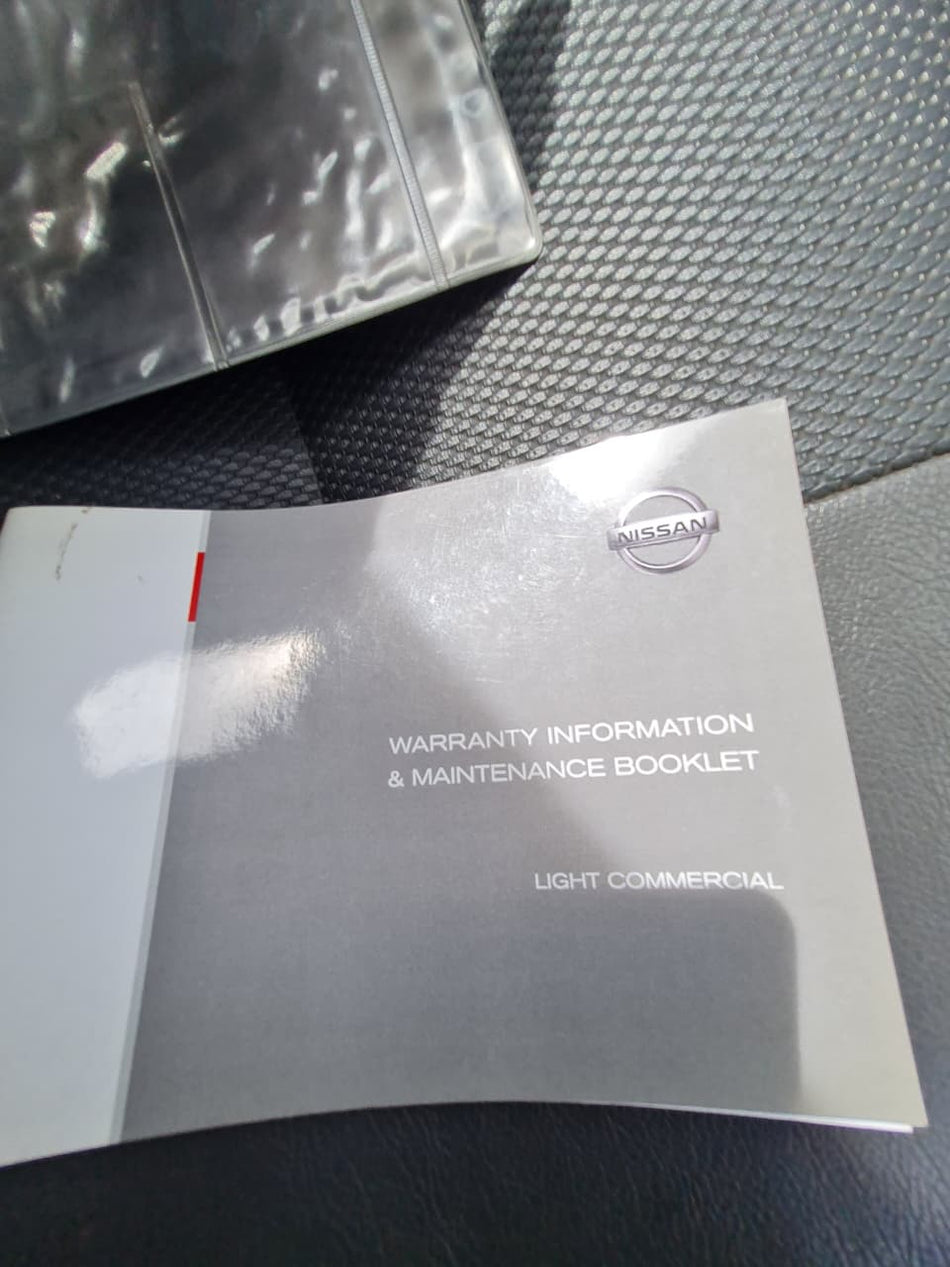 NISSAN
WARRANTY INFORMATION
& MAINTENANCE BOOKLET
LIGHT COMMERCIAL